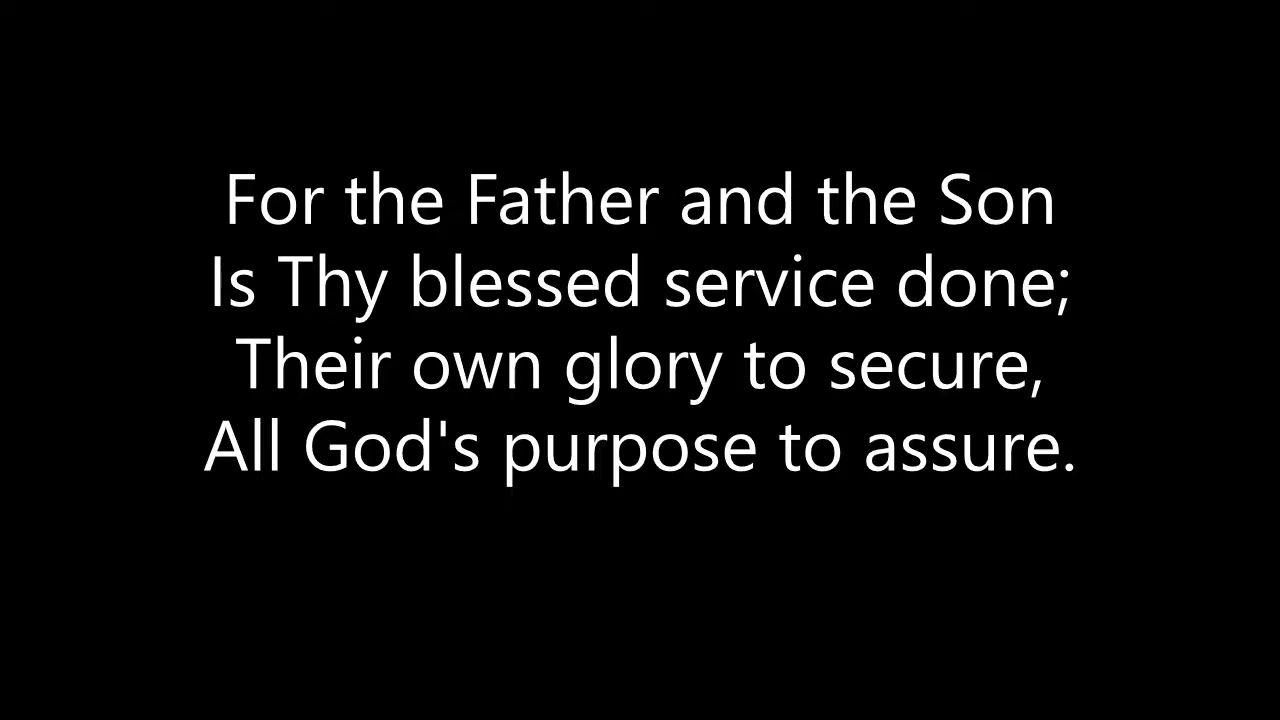 For the Father and the Son
Is Thy blessed service done;
Their own glory to secure,
All God's purpose to assure.